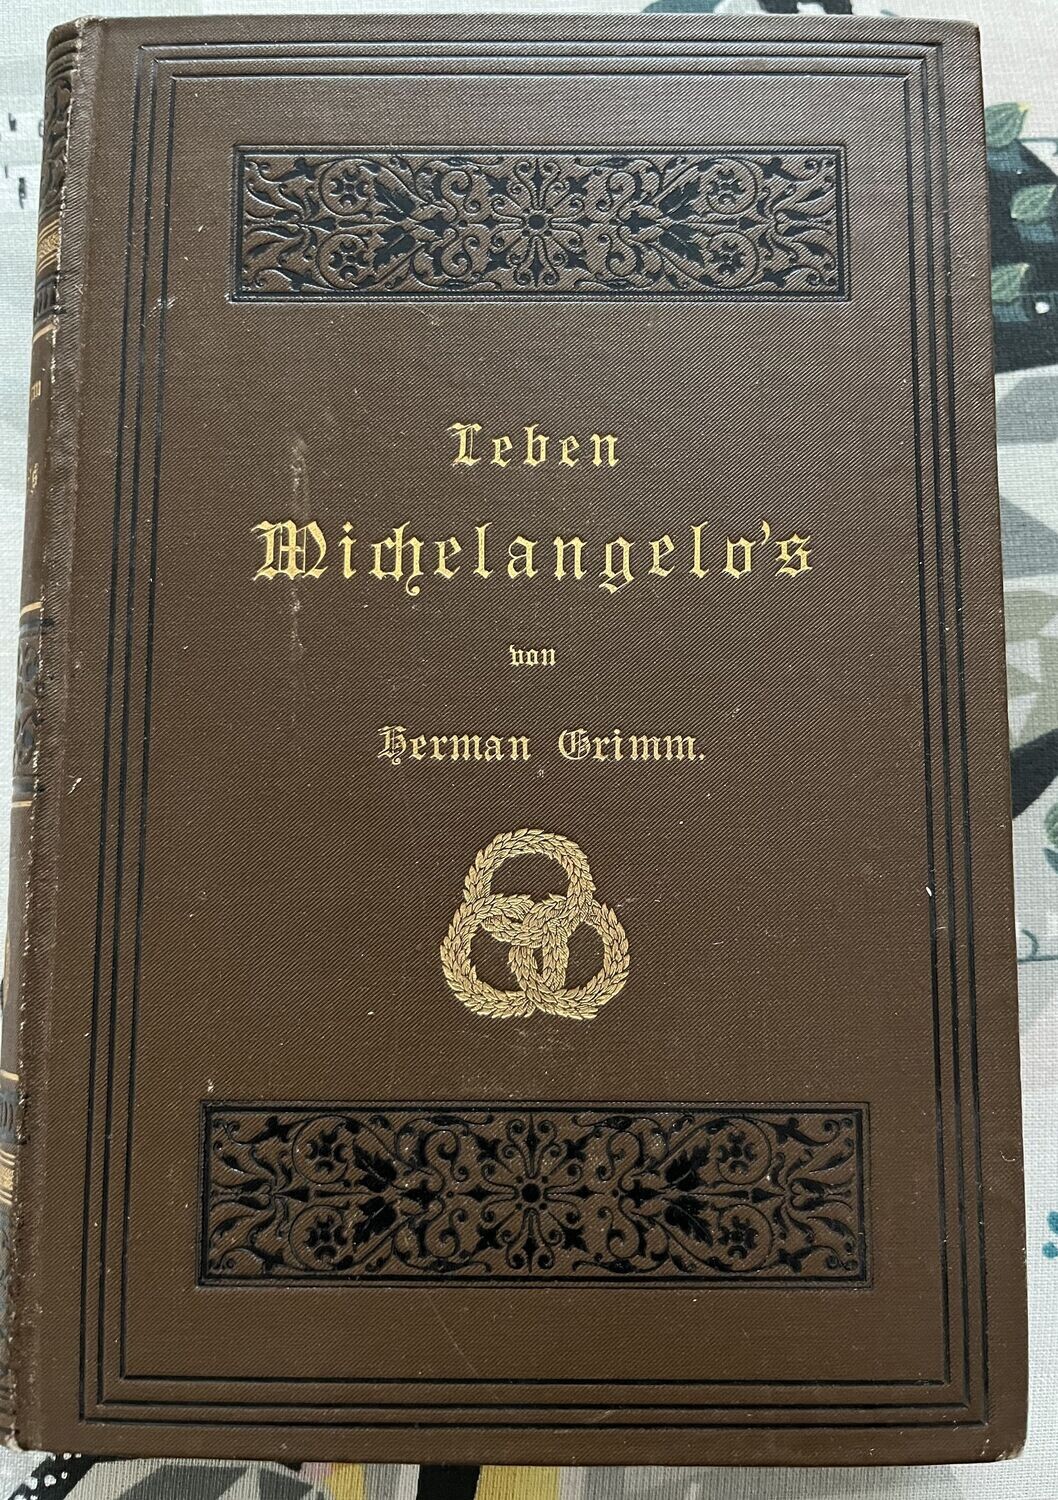 Leben
Michelangelo's
von
Herman Grimm.